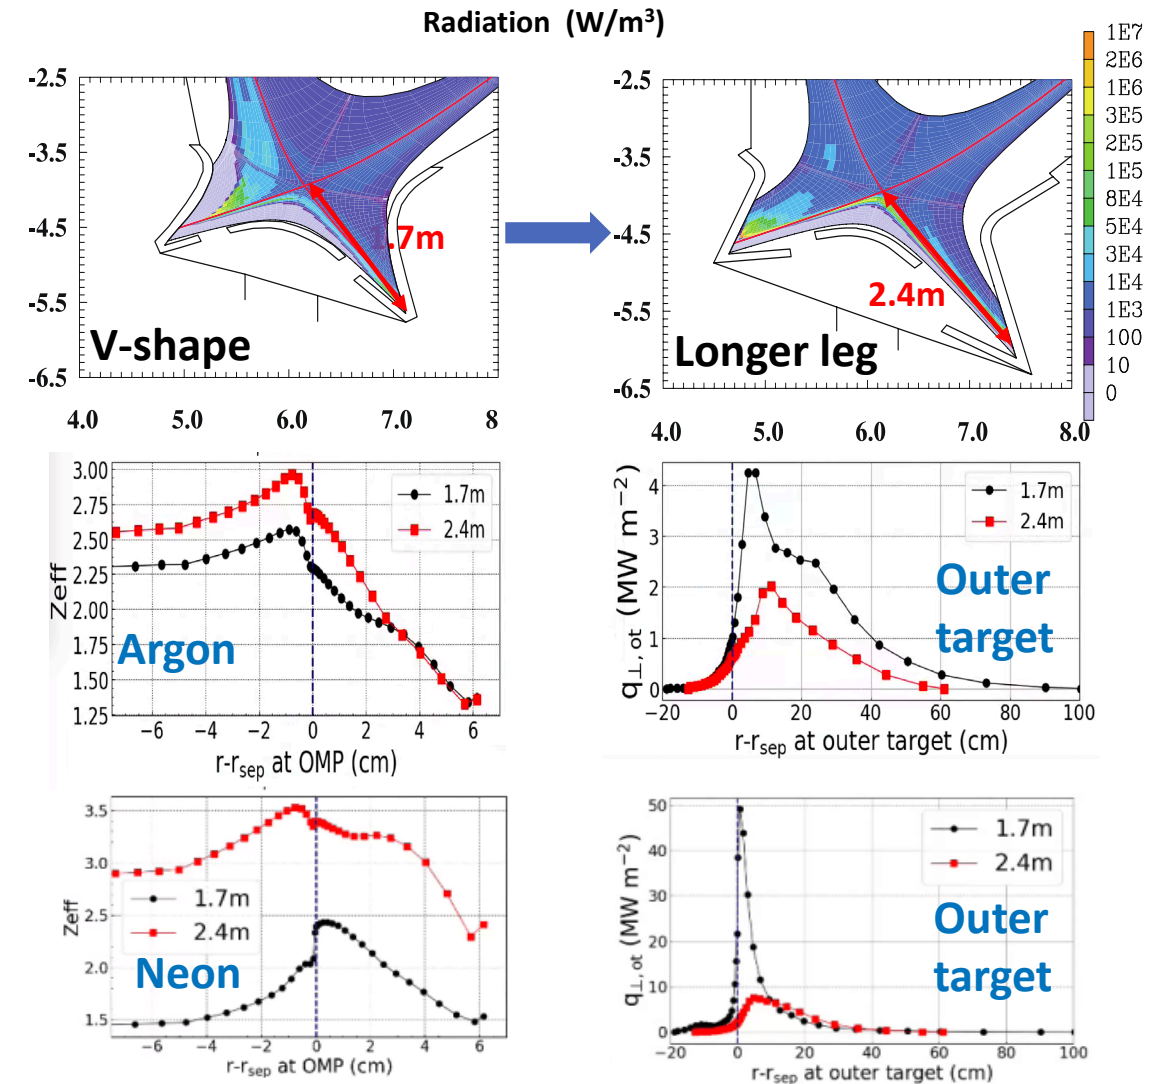 Radiation (W/m³)
1E7
2E6
1E6
3E5
2E5
1E5
8E4
5E4
3E4
1E4
1E3
100
10
0
-2.5
-3.5
-4.5
-5.5
-6.5
.7m
V-shape
4.0 5.0 6.0 7.0 8
-2.5
-3.5
-4.5
-5.5
-6.5
2.4m
Longer leg
4.0 5.0 6.0 7.0 8.0
3.00
2.75
2.50
2.25
2.00
1.75
1.50
1.25
Zeff
1.7m
2.4m
Argon
−6 −4 −2 0 2 4 6
r-rsep at OMP (cm)
4
3
2
1
0
q⊥, ot (MW m−2)
1.7m
2.4m
Outer
target
−20 0 20 40 60 80 100
r-rsep at outer target (cm)
3.5
3.0
2.5
2.0
1.5
Zeff
1.7m
2.4m
Neon
−6 −4 −2 0 2 4 6
r-rsep at OMP (cm)
50
40
30
20
10
0
q⊥, ot (MW m−2)
1.7m
2.4m
Outer
target
−20 0 20 40 60 80 100
r-rsep at outer target (cm)